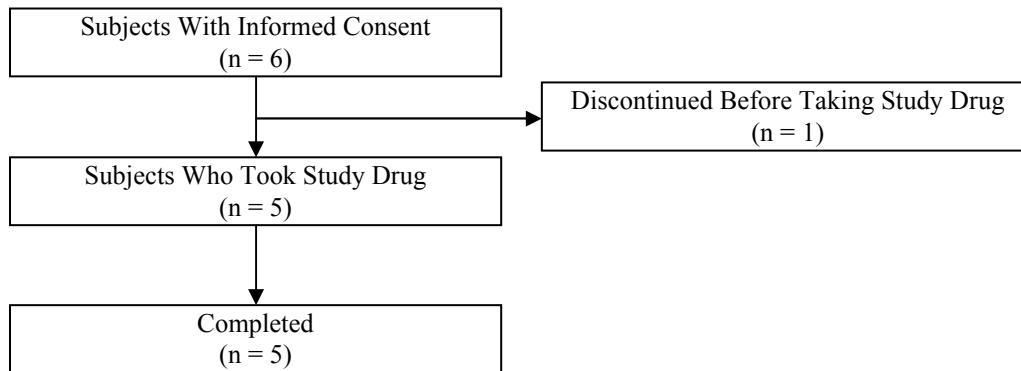 Subjects With Informed Consent
(n = 6)
Discontinued Before Taking Study Drug
(n = 1)
Subjects Who Took Study Drug
(n = 5)
Completed
(n = 5)